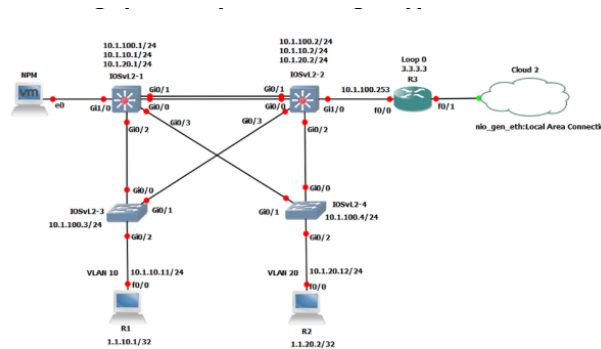 10.1.100.1/24
10.1.10.1/24
10.1.20.1/24
IOSvL2-1
10.1.100.2/24
10.1.10.2/24
10.1.20.2/24
IOSvL2-2
Loop 0
3.3.3.3
R3
Cloud 2
NPM
vm
e0
Gi1/0
Gi0/1
Gi0/0
Gi0/1
Gi0/0
Gi1/0
10.1.100.253
f0/0
f0/1
nio_gen_eth:Local Area Connecti
Gi0/2
Gi0/3
Gi0/3
Gi0/2
Gi0/0
Gi0/0
IOSvL2-3
Gi0/1
Gi0/1
IOSvL2-4
10.1.100.3/24
10.1.100.4/24
Gi0/2
Gi0/2
VLAN 10
10.1.10.11/24
f0/0
VLAN 20
10.1.20.12/24
f0/0
R1
R2
1.1.10.1/32
1.1.20.2/32